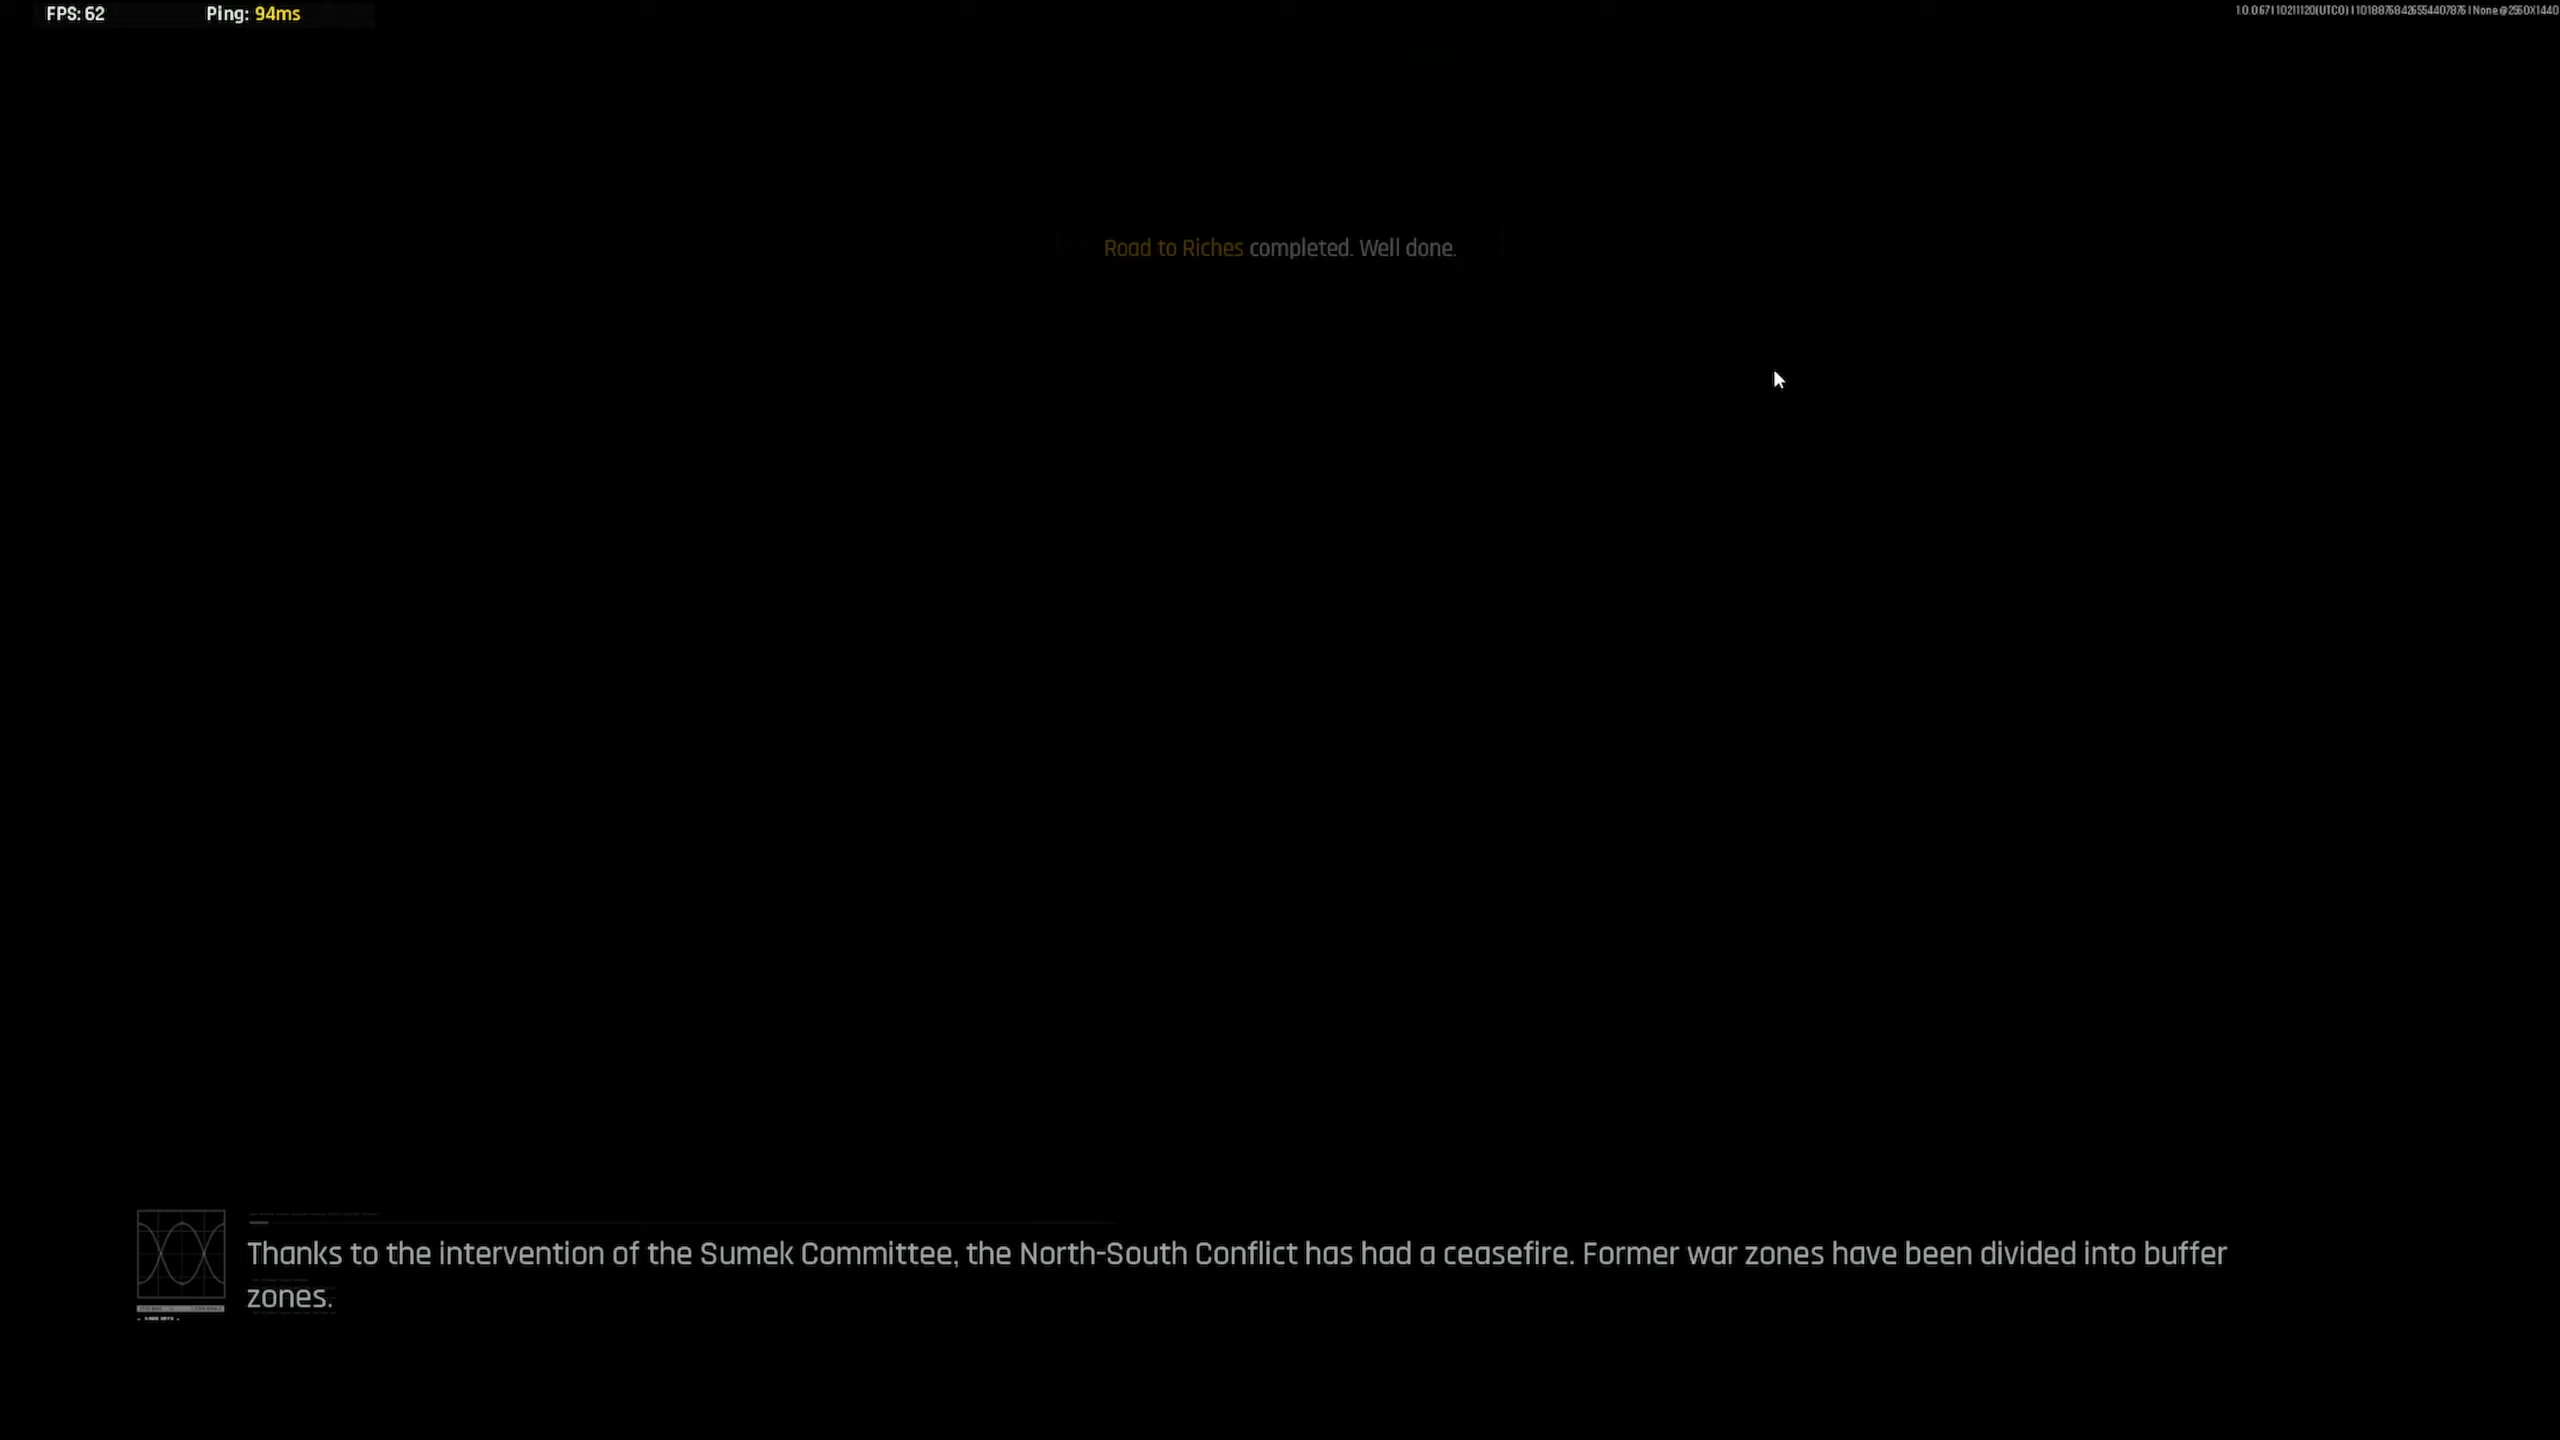 FPS: 62 Ping: 94ms
Road to Riches completed. Well done.
Thanks to the intervention of the Sumek Committee, the North-South Conflict has had a ceasefire. Former war zones have been divided into buffer
zones.